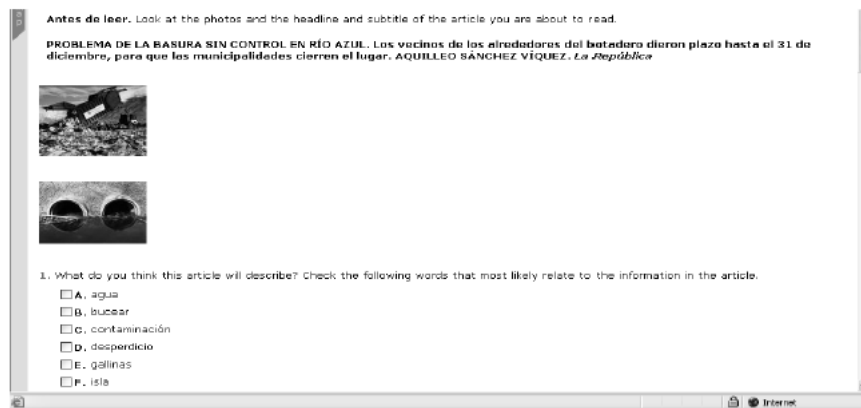 Antes de leer. Look at the photos and the headline and subtitle of the article you are about to read.
PROBLEMA DE LA BASURA SIN CONTROL EN RÍO AZUL. Los vecinos de los alrededores del botadero dieron plazo hasta el 31 de
diciembre, para que las municipalidades cierren el lugar. AQUILLEO SÁNCHEZ VÍQUEZ. La República
1. What do you think this article will describe? Check the following words that most likely relate to the information in the article.
A. agua
B. bucear
C. contaminación
D. desperdicio
E. gallinas
F. isla
Internet